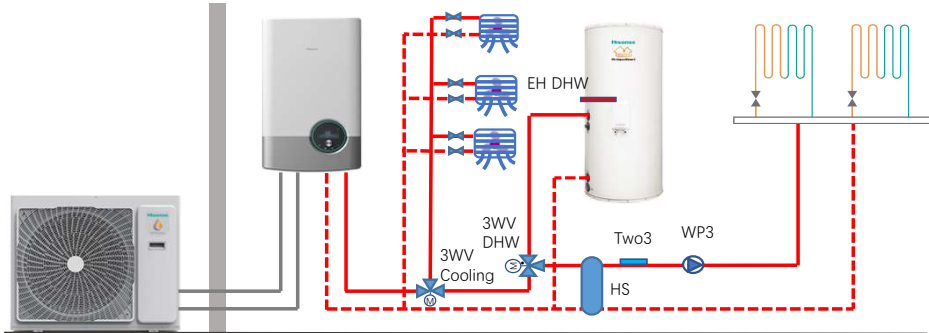 Hisense
EH DHW
3WV
DHW
Two3
WP3
3WV
Cooling
HS
M
M
Hisense